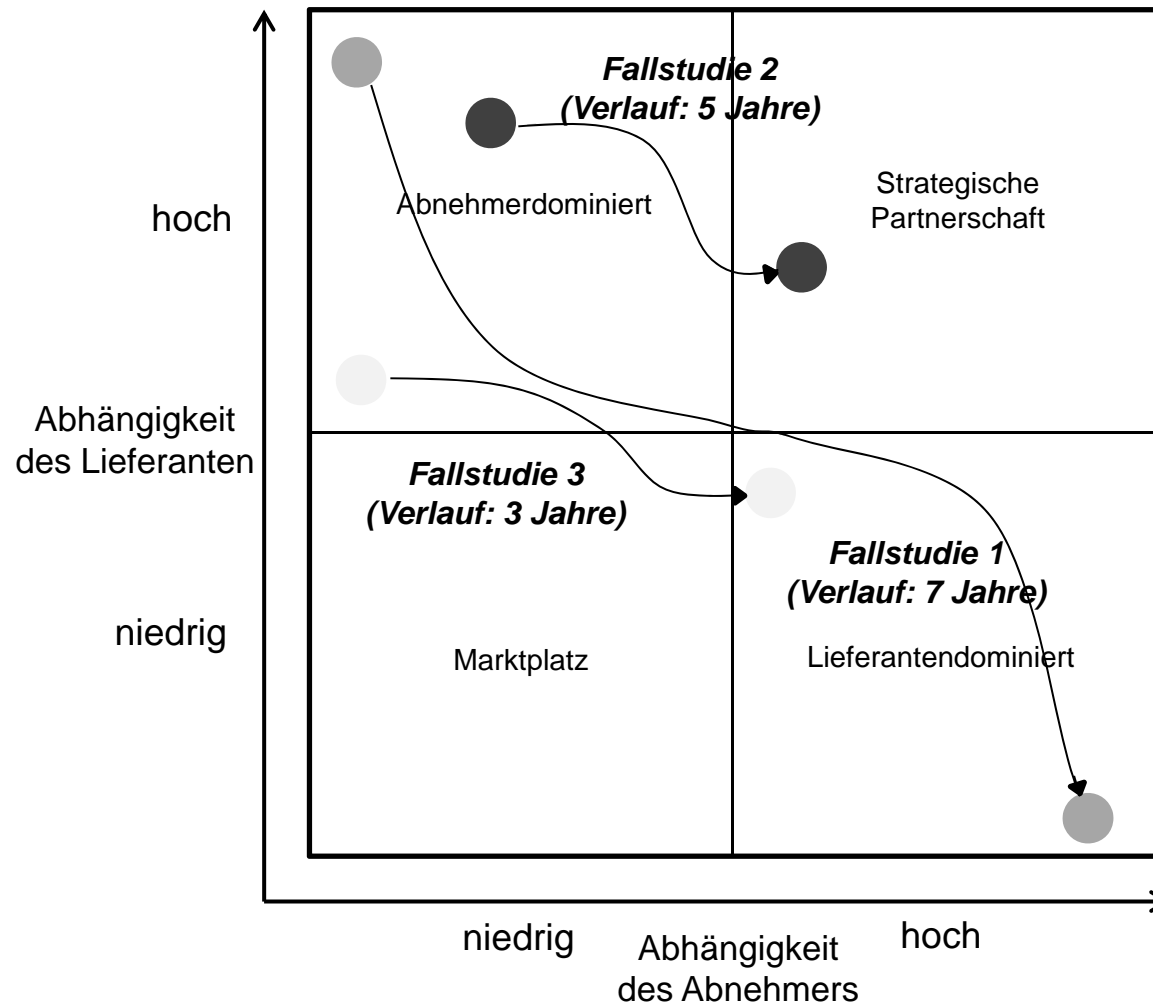 Fallstudie 2
(Verlauf: 5 Jahre)
Strategische
Partnerschaft
Abnehmerdominiert
hoch
Abhängigkeit
des Lieferanten
Fallstudie 3
(Verlauf: 3 Jahre)
Fallstudie 1
(Verlauf: 7 Jahre)
niedrig
Marktplatz
Lieferantendominiert
niedrig
Abhängigkeit
des Abnehmers
hoch